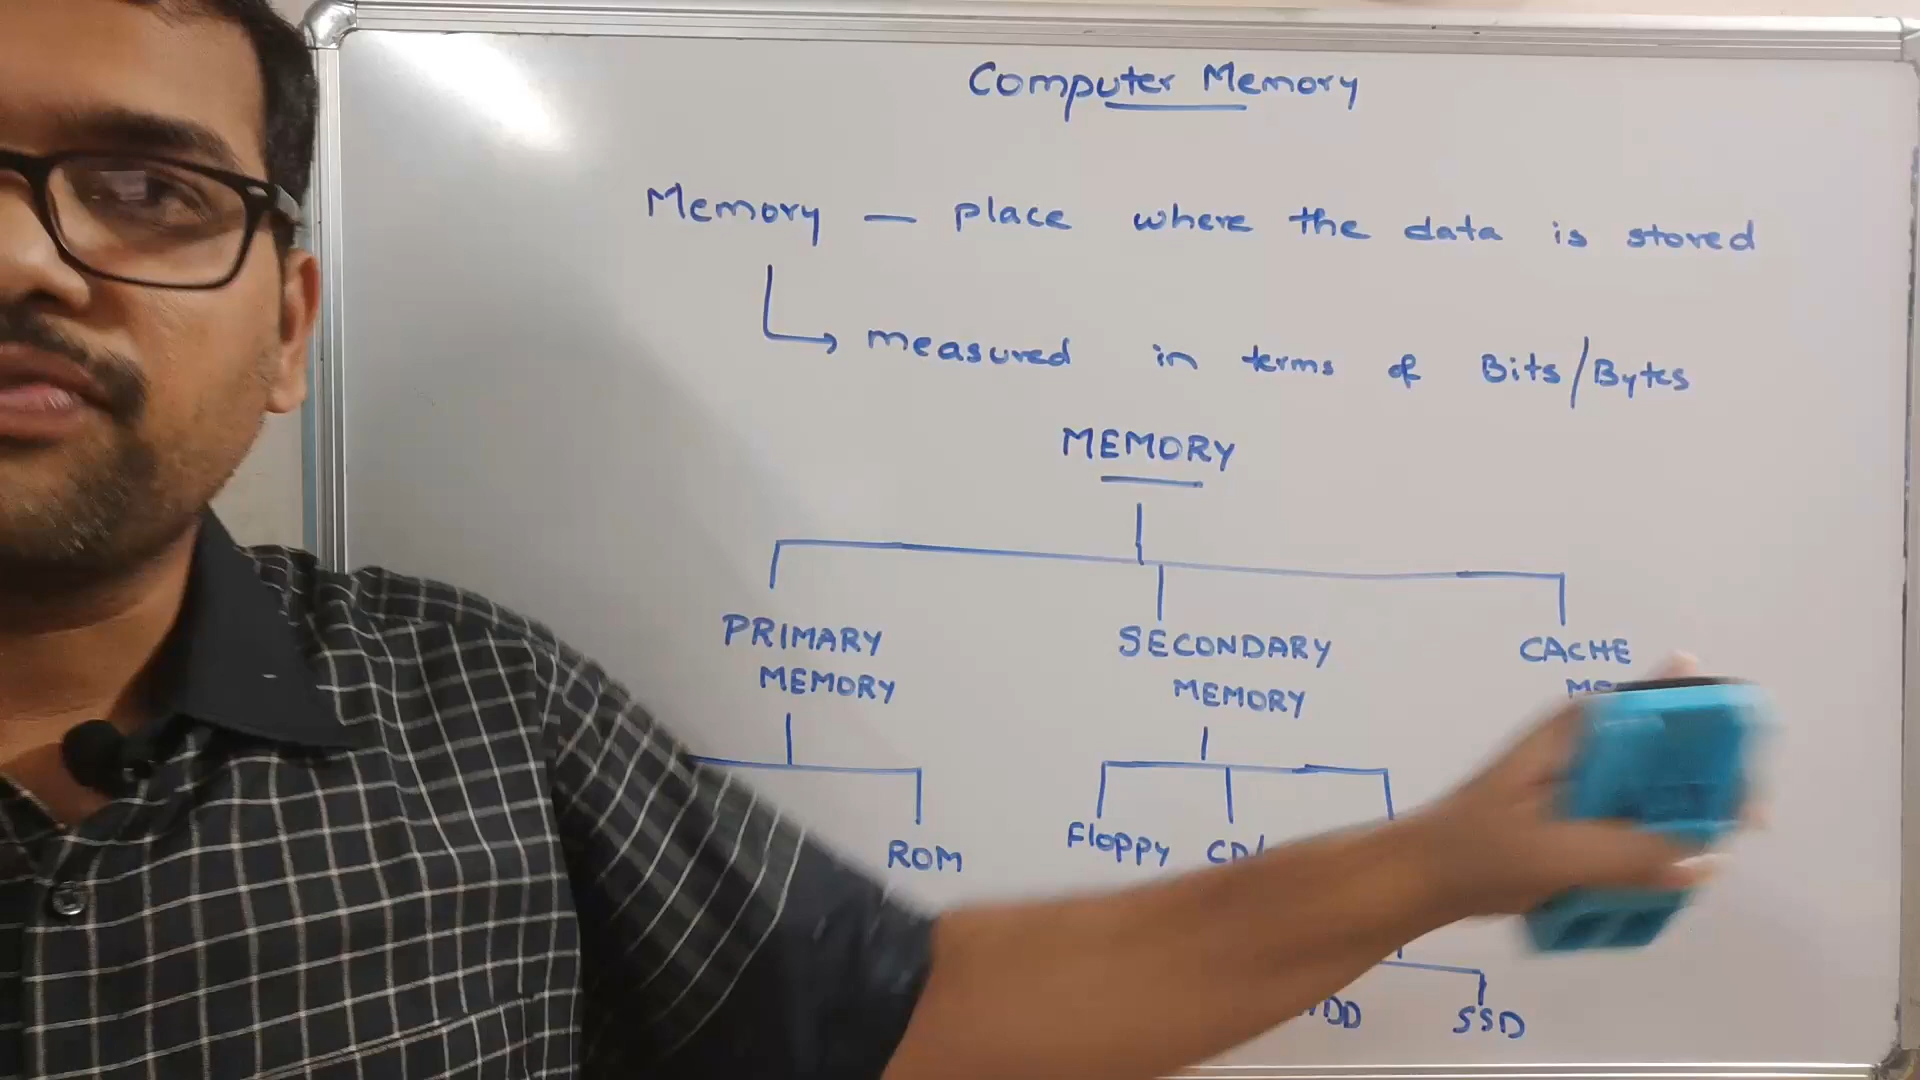 Computer Memory
Memory — place where the data is stored
measured in terms of Bits/Bytes
MEMORY
PRIMARY MEMORY
SECONDARY MEMORY
CACHE
ROM
Floppy
SSD